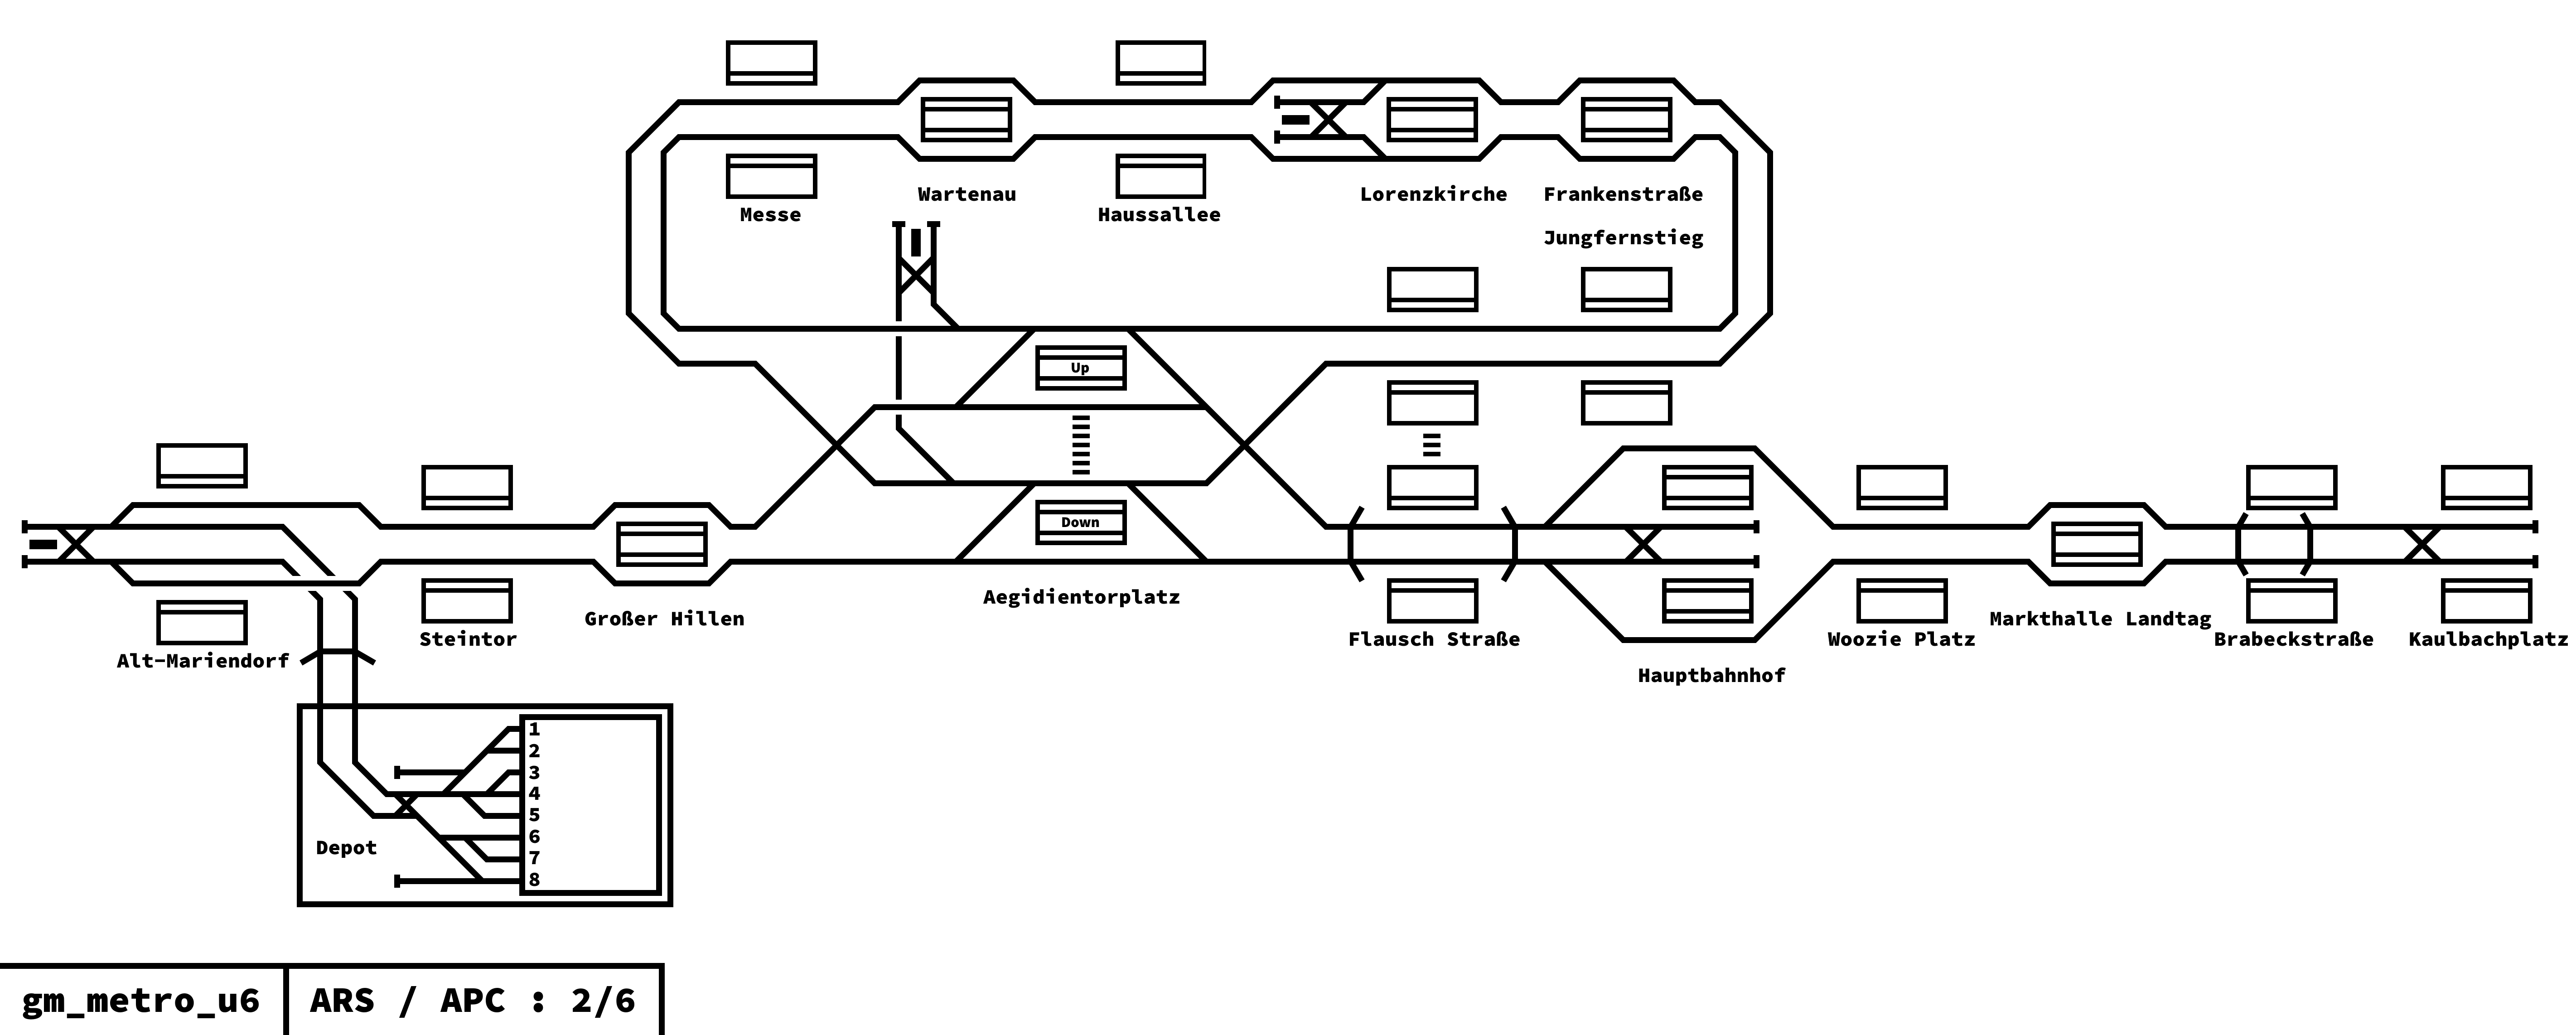 Wartenau
Lorenzkirche
Frankenstraße
Messe
Haussallee
Jungfernstieg
Up
Down
Aegidientorplatz
Großer Hillen
Markthalle Landtag
Steintor
Flausch Straße
Woozie Platz
Brabeckstraße
Kaulbachplatz
Alt-Mariendorf
Hauptbahnhof
1
2
3
4
5
6
7
8
Depot
gm_metro_u6
ARS / APC : 2/6